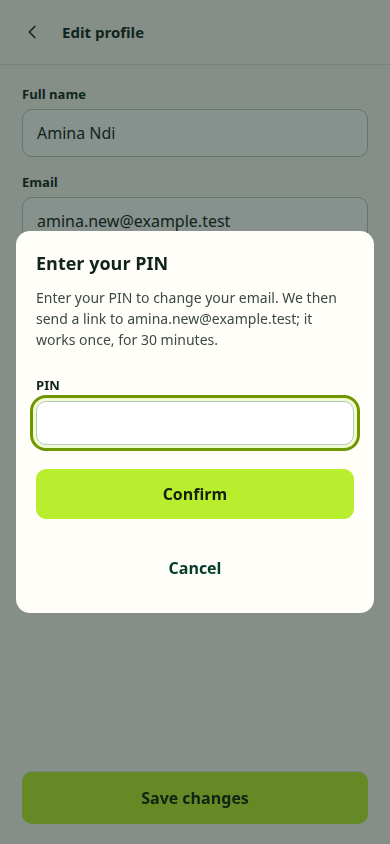 Edit profile
Full name
Amina Ndi
Email
amina.new@example.test
Enter your PIN
Enter your PIN to change your email. We then
send a link to amina.new@example.test; it
works once, for 30 minutes.
PIN
Confirm
Cancel
Save changes